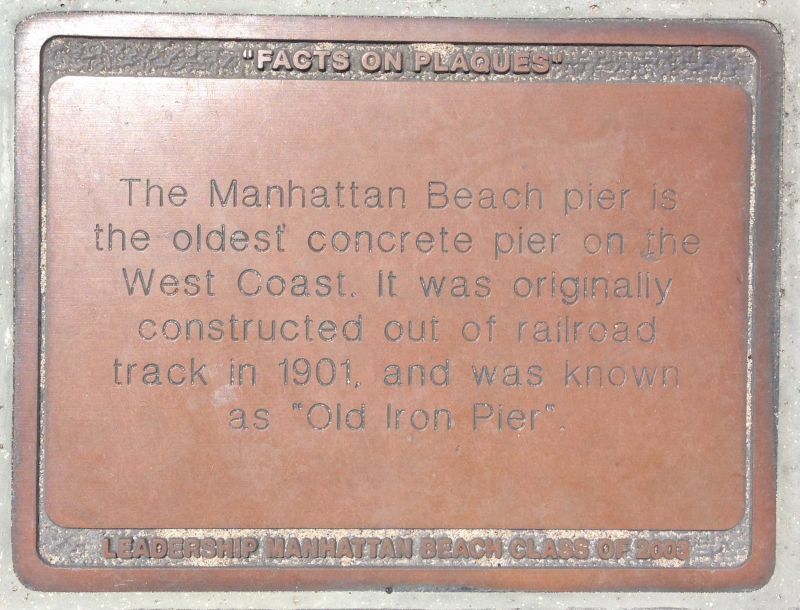 "FACTS ON PLAQUES"
The Manhattan Beach pier is
the oldest concrete pier on the
West Coast. It was originally
constructed out of railroad
track in 1901, and was known
as "Old Iron Pier".
LEADERSHIP MANHATTAN BEACH CLASS OF 2003